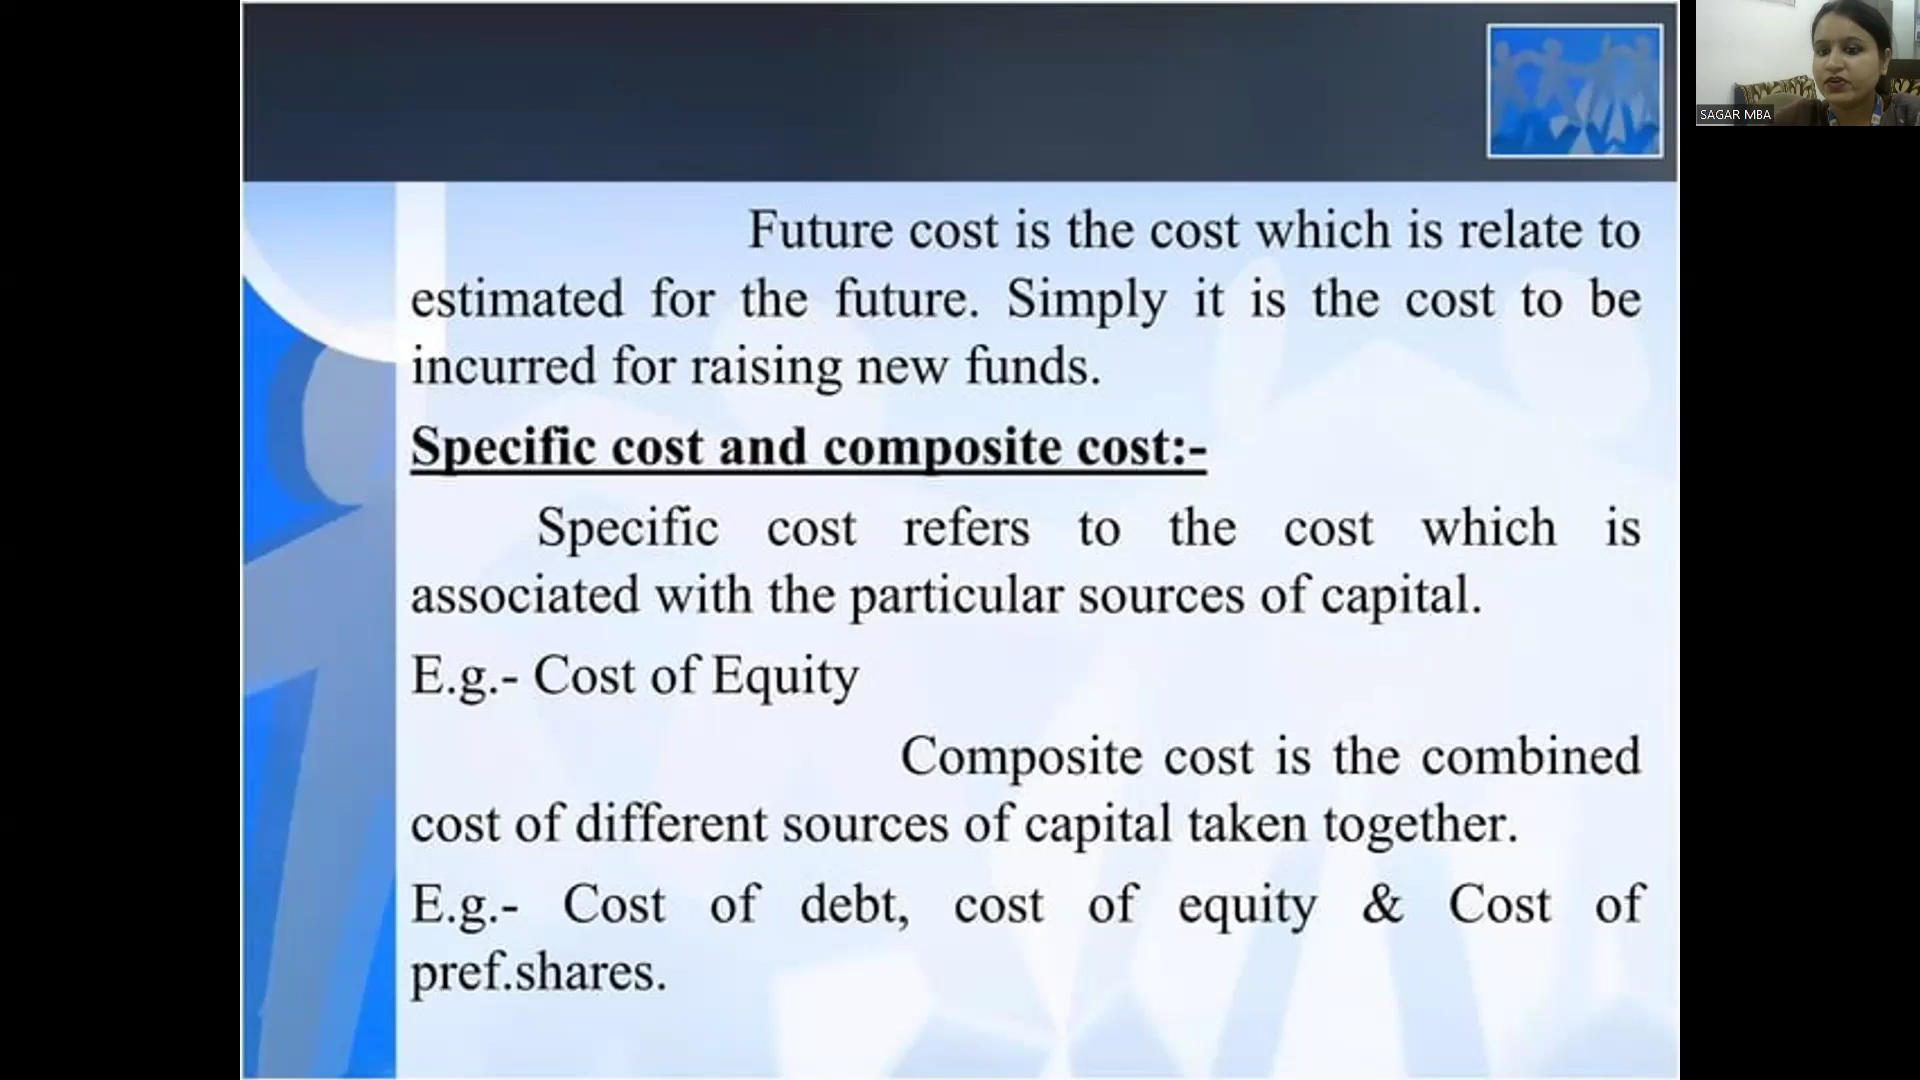 Future cost is the cost which is relate to
estimated for the future. Simply it is the cost to be
incurred for raising new funds.
Specific cost and composite cost:-
Specific cost refers to the cost which is
associated with the particular sources of capital.
E.g.- Cost of Equity
Composite cost is the combined
cost of different sources of capital taken together.
E.g.- Cost of debt, cost of equity & Cost of
pref.shares.
SAGAR MBA